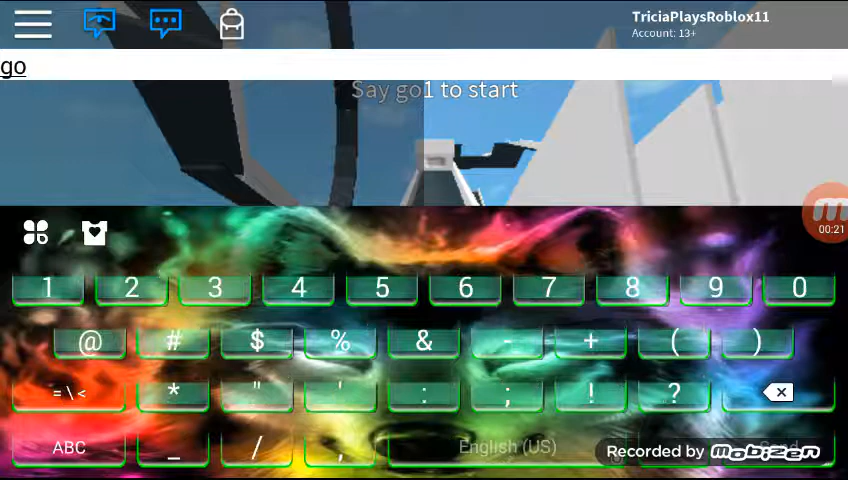 TriciaPlaysRoblox11
Account: 13+
go
Say go1 to start
00:21
1 2 3 4 5 6 7 8 9 0
@ # $ % & - + ( )
= \ < * " ' : ; ! ?
ABC _ / , English (US) Send
Recorded by mobizen